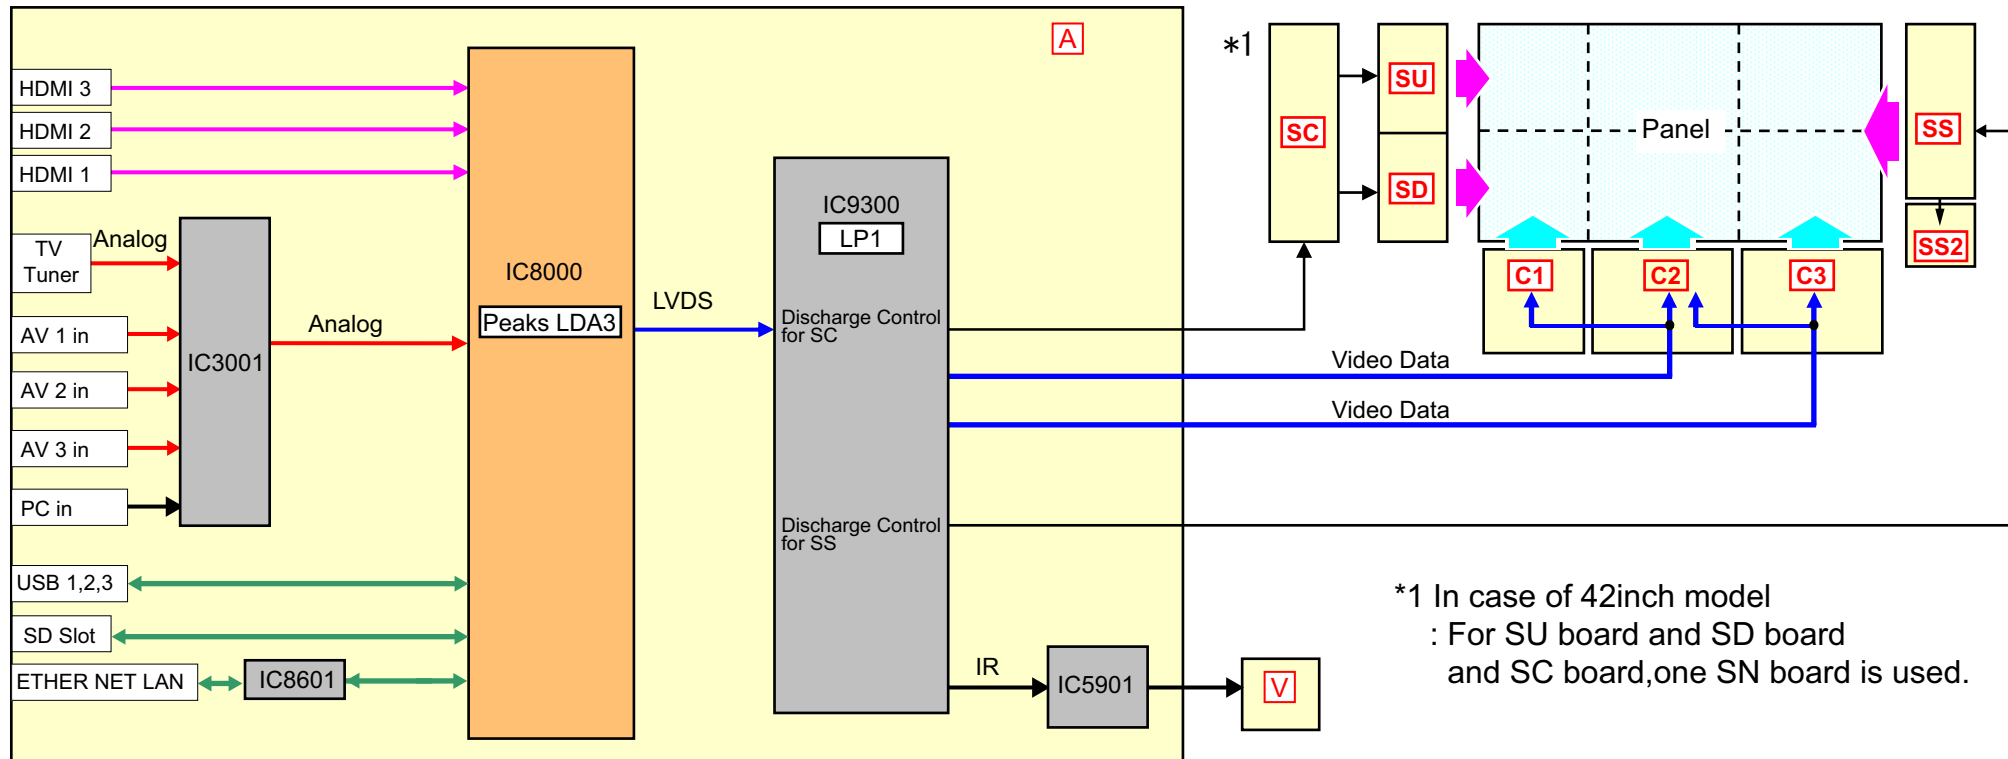 A
*1
HDMI 3
HDMI 2
HDMI 1
TV
Tuner
Analog
AV 1 in
AV 2 in
AV 3 in
PC in
IC3001
Analog
USB 1,2,3
SD Slot
ETHER NET LAN
IC8601
IC8000
Peaks LDA3
LVDS
IC9300
LP1
Discharge Control
for SC
Discharge Control
for SS
IR
IC5901
V
Video Data
Video Data
SC
SU
SD
Panel
SS
SS2
C1
C2
C3
*1 In case of 42inch model
: For SU board and SD board
and SC board,one SN board is used.